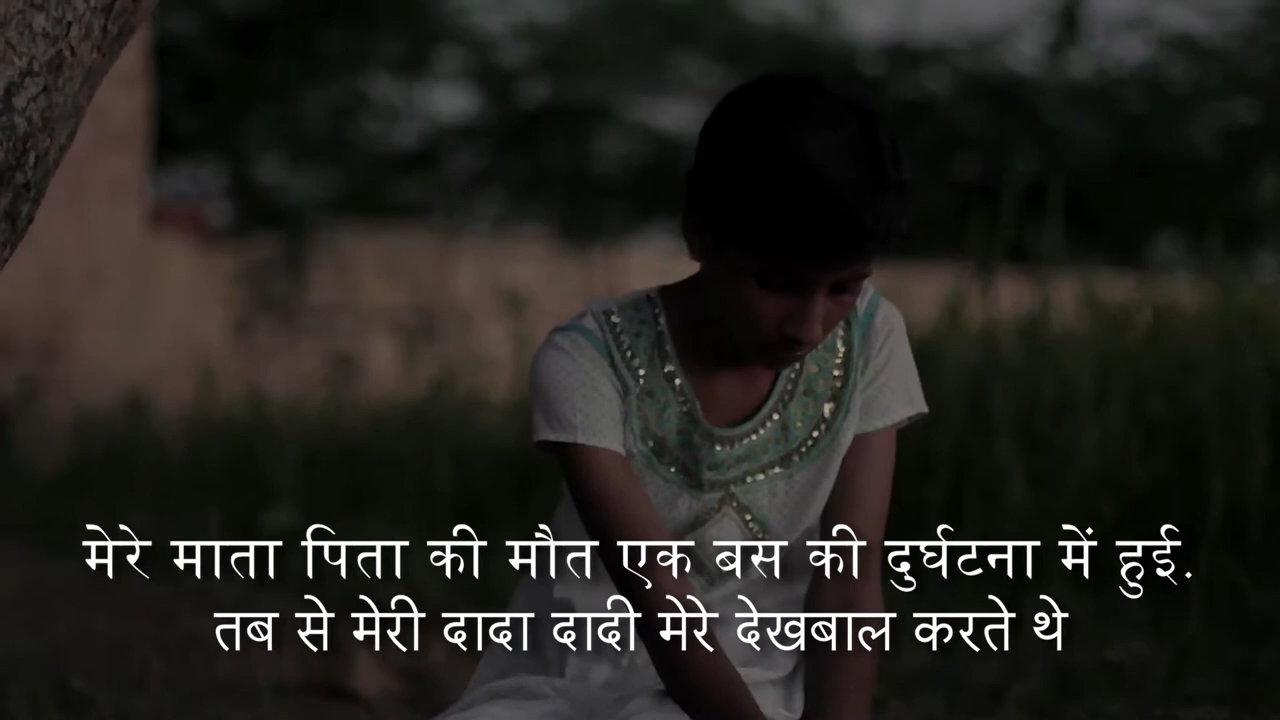 मेरे माता पिता की मौत एक बस की दुर्घटना में हुई.
तब से मेरी दादा दादी मेरे देखबाल करते थे